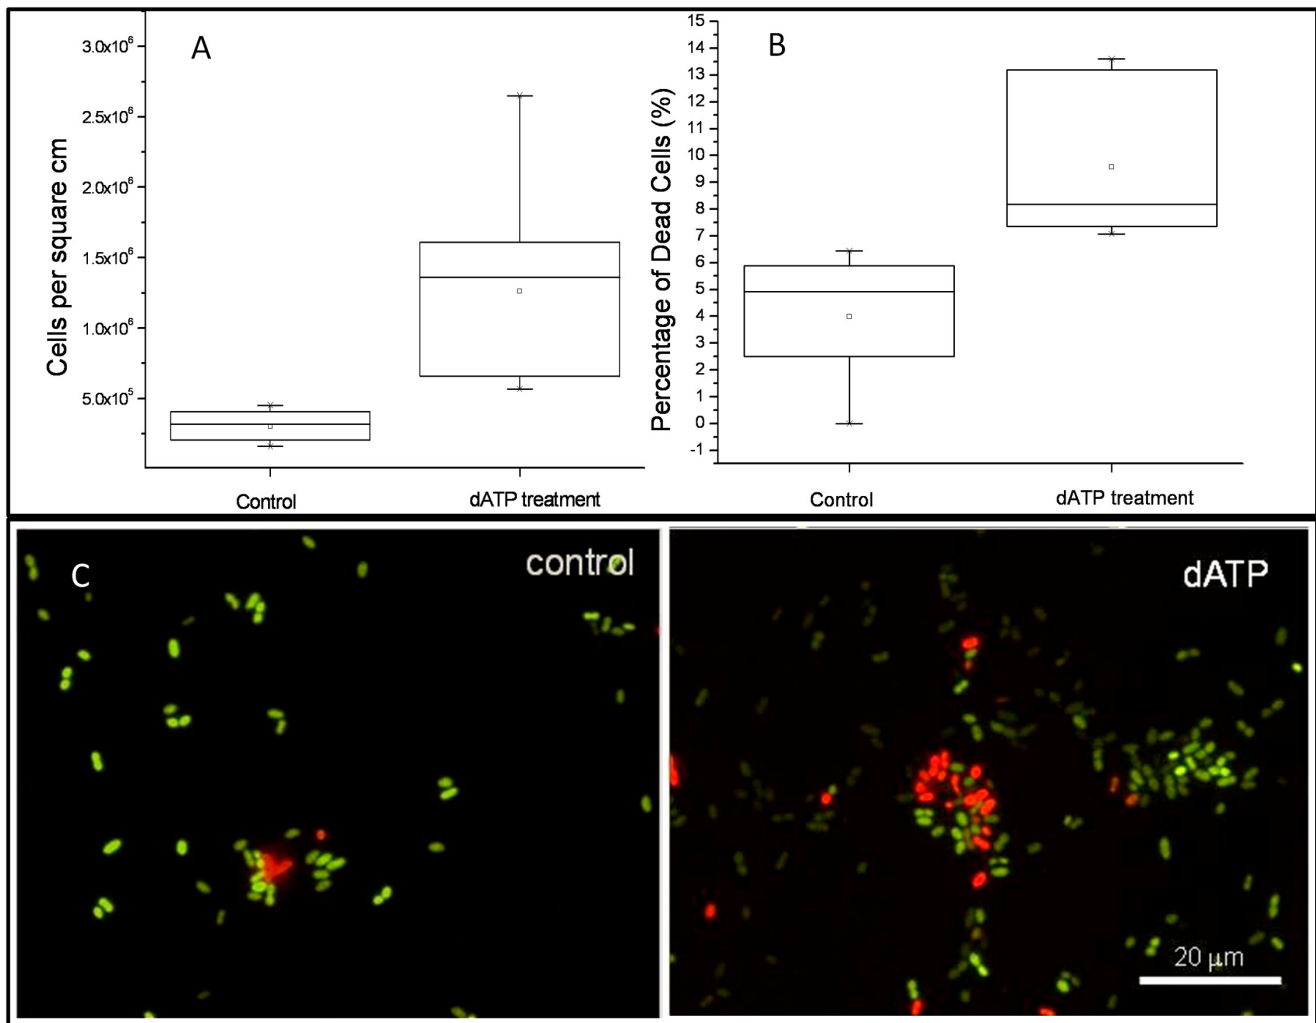 A
Cells per square cm
3.0x10⁶
2.5x10⁶
2.0x10⁶
1.5x10⁶
1.0x10⁶
5.0x10⁵
Control
dATP treatment
B
Percentage of Dead Cells (%)
15
14
13
12
11
10
9
8
7
6
5
4
3
2
1
0
-1
Control
dATP treatment
C
control
dATP
20 μm